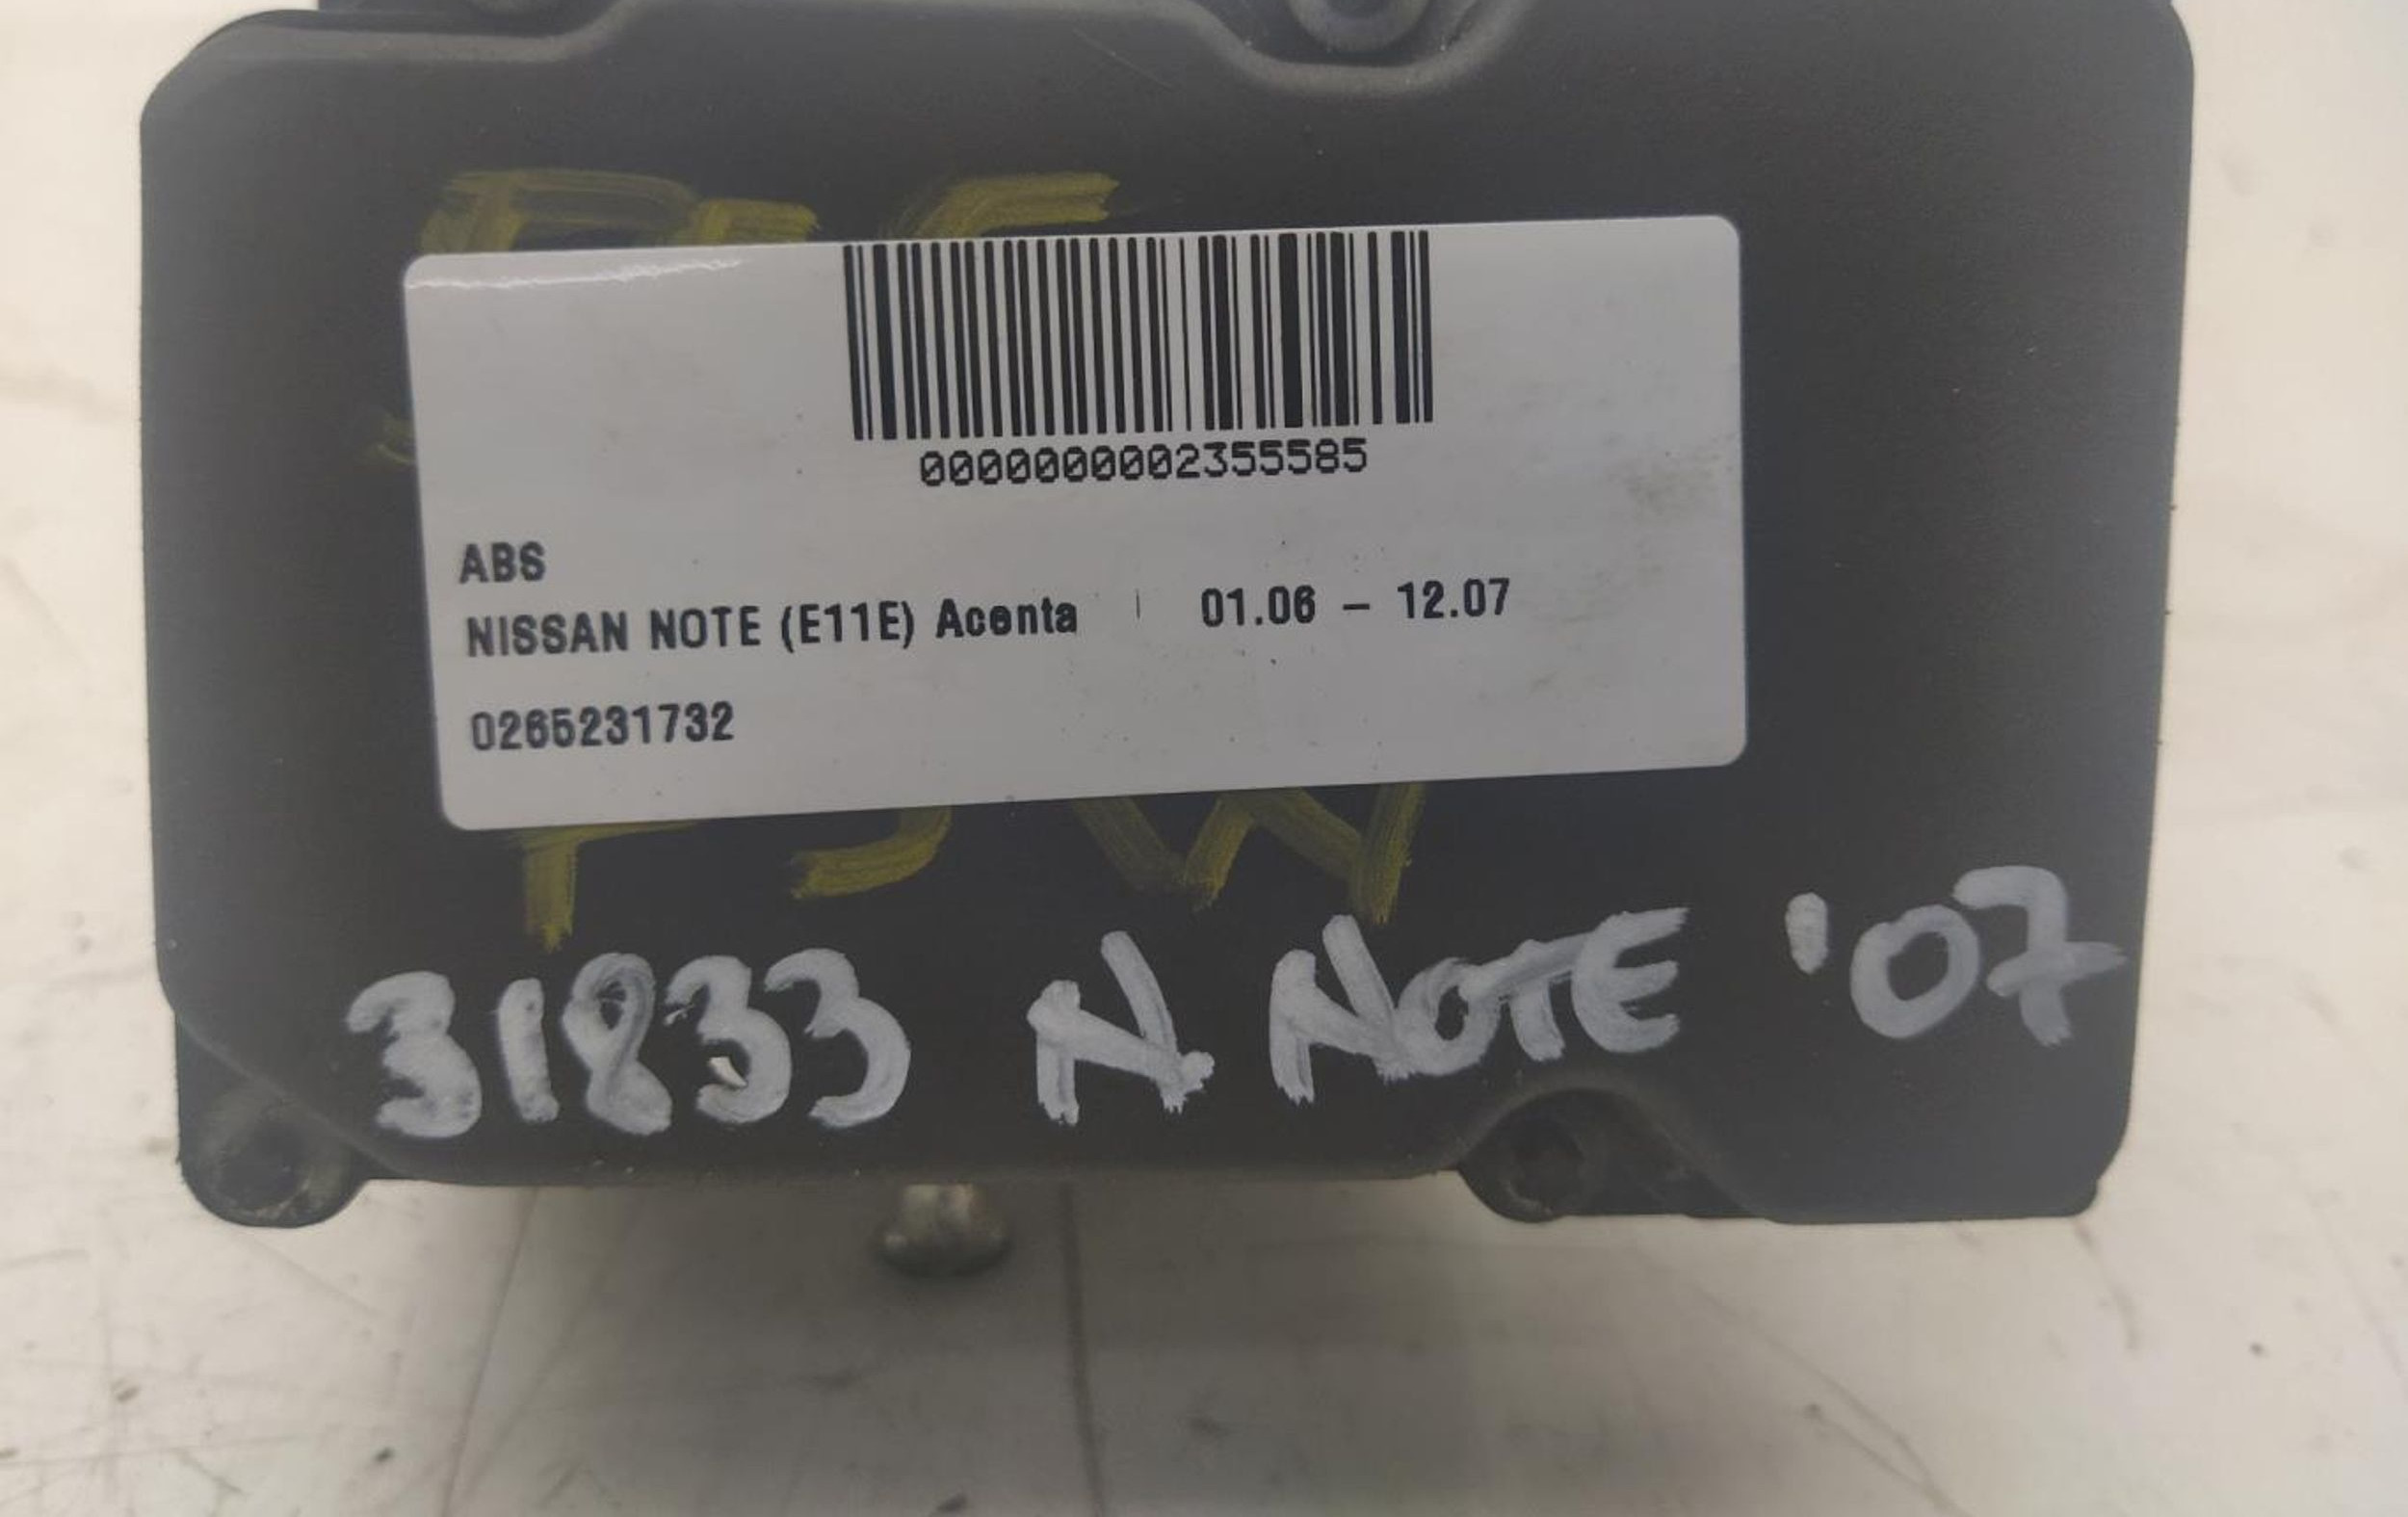 0000000002355585
ABS
NISSAN NOTE (E11E) Acenta | 01.06 – 12.07
0265231732
31833 N NOTE '07